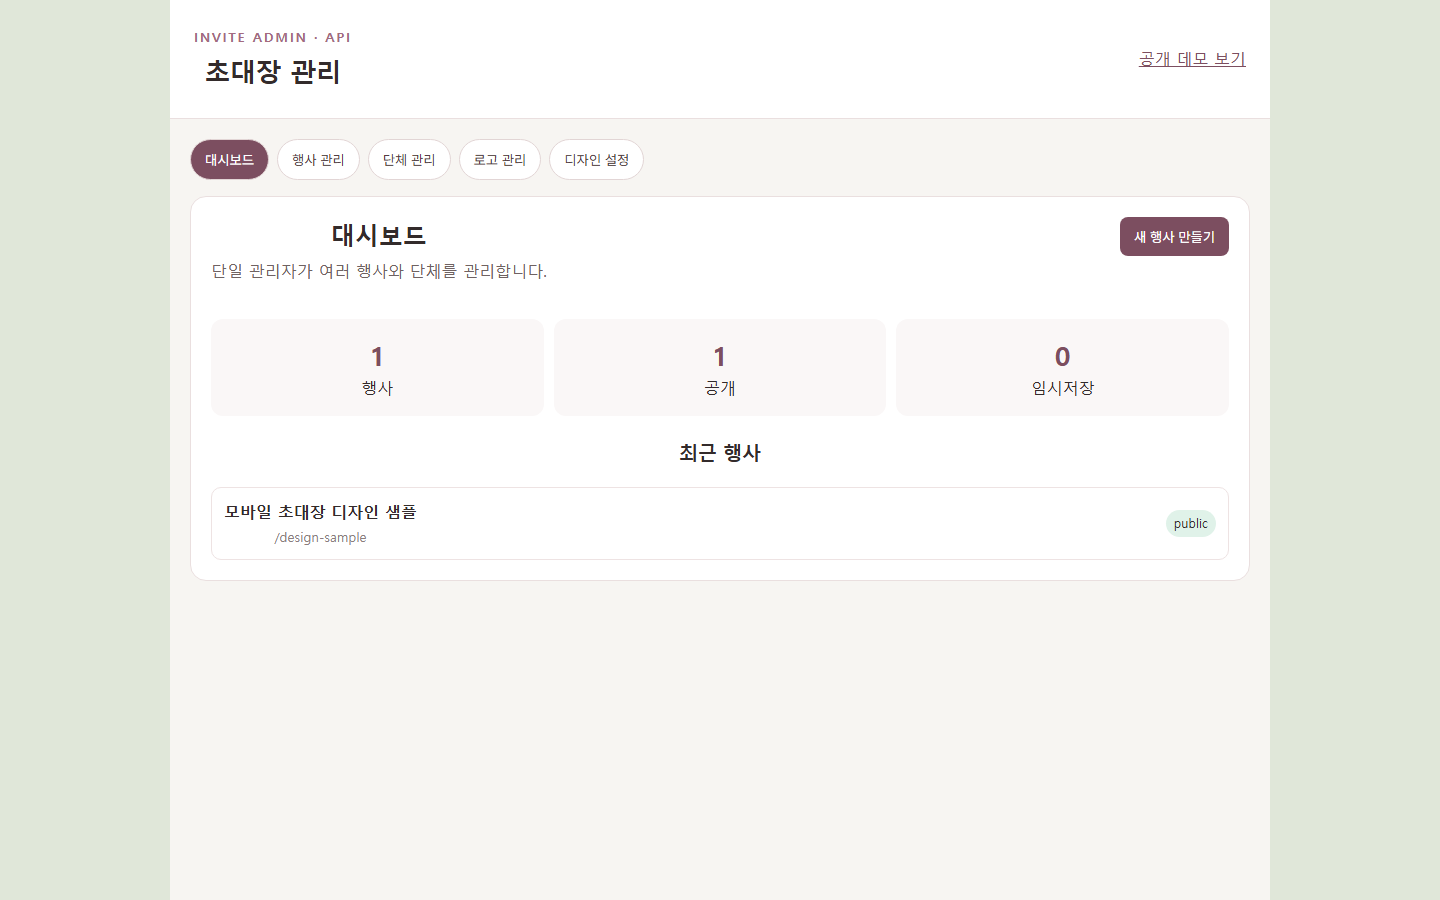 INVITE ADMIN · API
초대장 관리
공개 데모 보기
대시보드
행사 관리
단체 관리
로고 관리
디자인 설정
대시보드
새 행사 만들기
단일 관리자가 여러 행사와 단체를 관리합니다.
1
행사
1
공개
0
임시저장
최근 행사
모바일 초대장 디자인 샘플
/design-sample
public